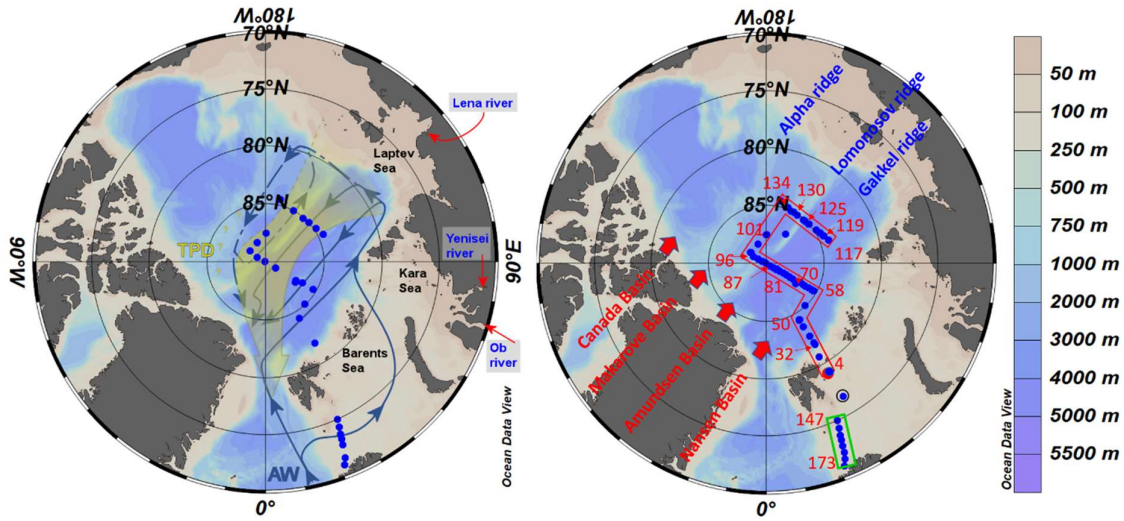 180°W
70°N
75°N
80°N
85°N
Lena river
Laptev
Sea
TPD
?
?
?
90°W
Yenisei
river
Kara
Sea
Barents
Sea
Ob
river
AW
0°
Ocean Data View
180°W
70°N
75°N
80°N
85°N
90°E
Alpha ridge
Lomonosov ridge
Gakkel ridge
134
130
125
119
117
101
96
87
81
70
58
50
32
4
147
173
Canada Basin
Makarove Basin
Amundsen Basin
Nansen Basin
0°
Ocean Data View
50 m
100 m
250 m
500 m
750 m
1000 m
2000 m
3000 m
4000 m
5000 m
5500 m